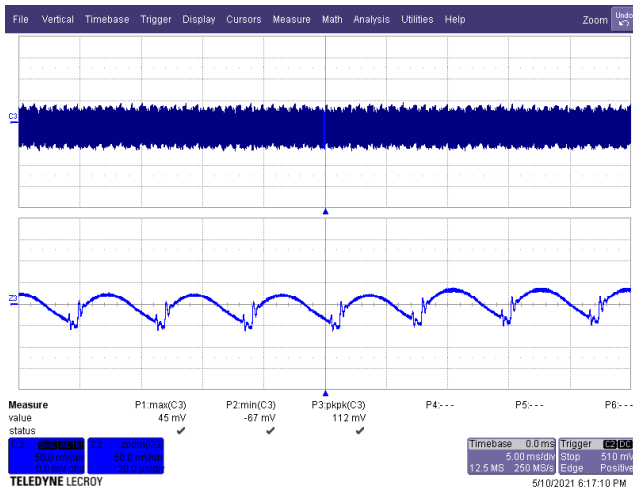 File Vertical Timebase Trigger Display Cursors Measure Math Analysis Utilities Help Zoom Undo
C3
Z3
Measure P1:max(C3) P2:min(C3) P3:pkpk(C3) P4:- - - P5:- - - P6:- - -
value 45 mV -67 mV 112 mV
status
Timebase 0.0 ms Trigger C2 DC
50.0 mV/div 50.0 mV/div 5.00 ms/div Stop 510 mV
12.5 MS 250 MS/s Edge Positive
TELEDYNE LECROY 5/10/2021 6:17:10 PM